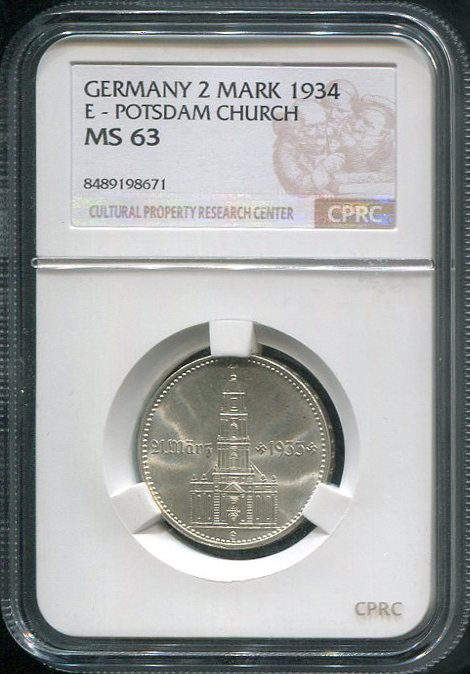 GERMANY 2 MARK 1934
E - POTSDAM CHURCH
MS 63
8489198671
CULTURAL PROPERTY RESEARCH CENTER CPRC
21. März 1933
CPRC